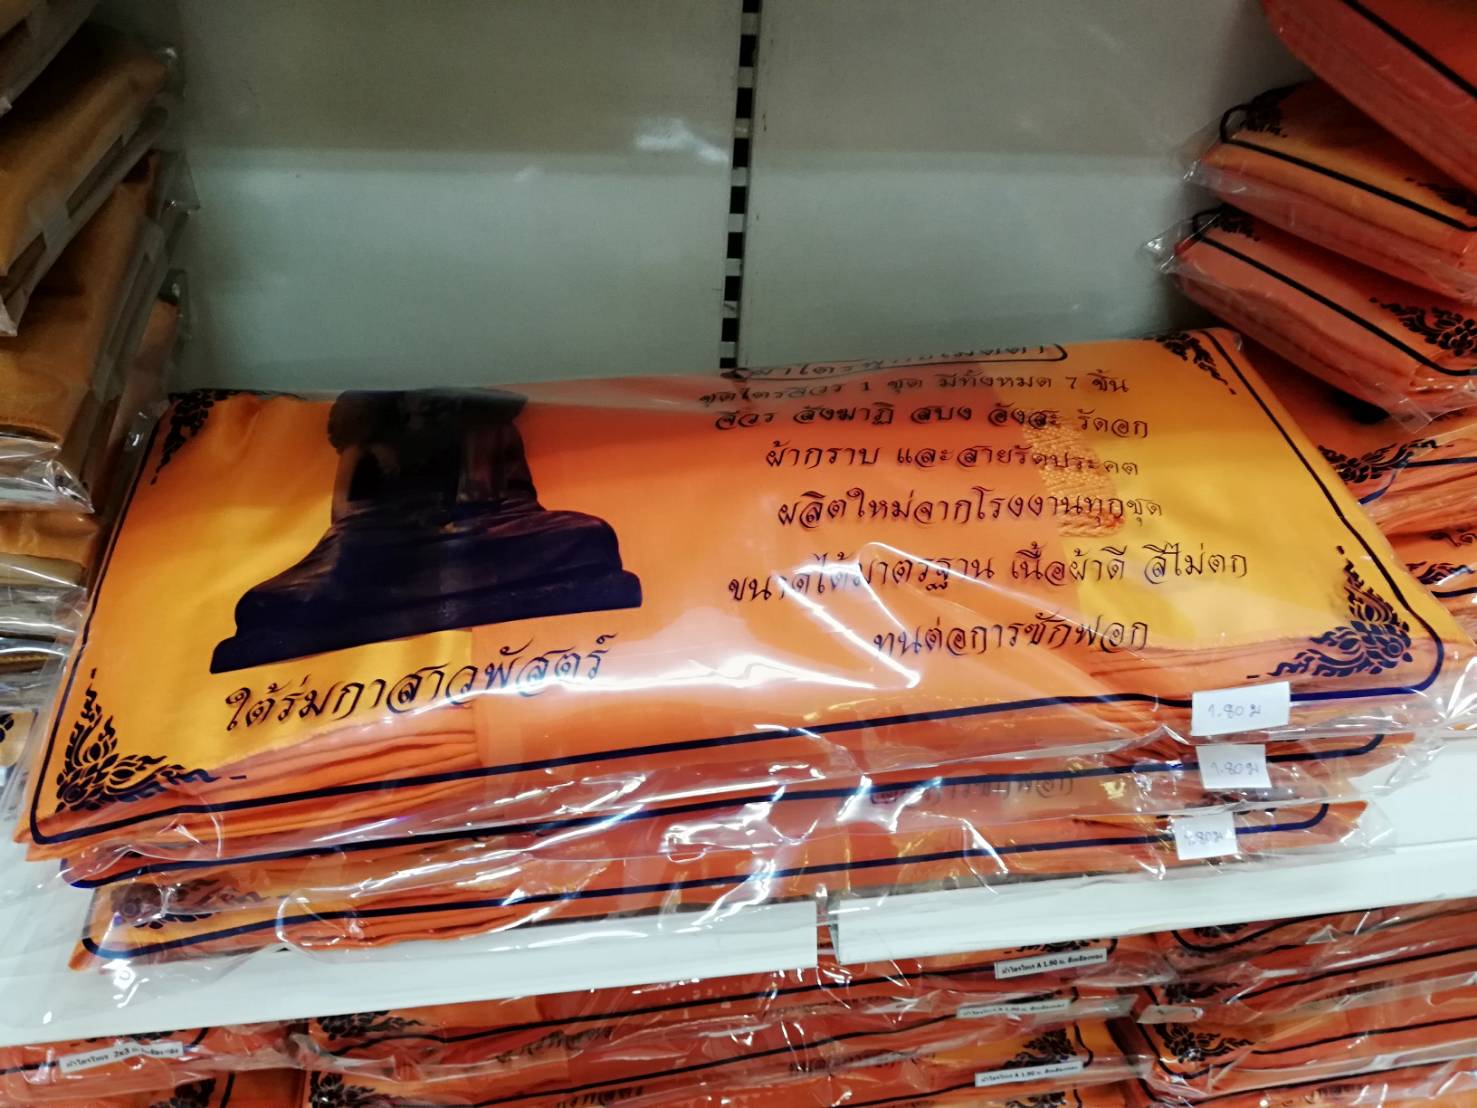 ชุดไตรจีวร 1 ชุด มีทั้งหมด 7 ชิ้น
จีวร สังฆาฏิ สบง อังสะ รัดอก
ผ้ากราบ และสายรัดประคด
ผลิตใหม่จากโรงงานทุกชุด
ขนาดได้มาตรฐาน เนื้อผ้าดี สีไม่ตก
ทนต่อการซักฟอก
ใต้ร่มกาสาวพัสตร์
1.80 ม
1.80 ม
1.80 ม